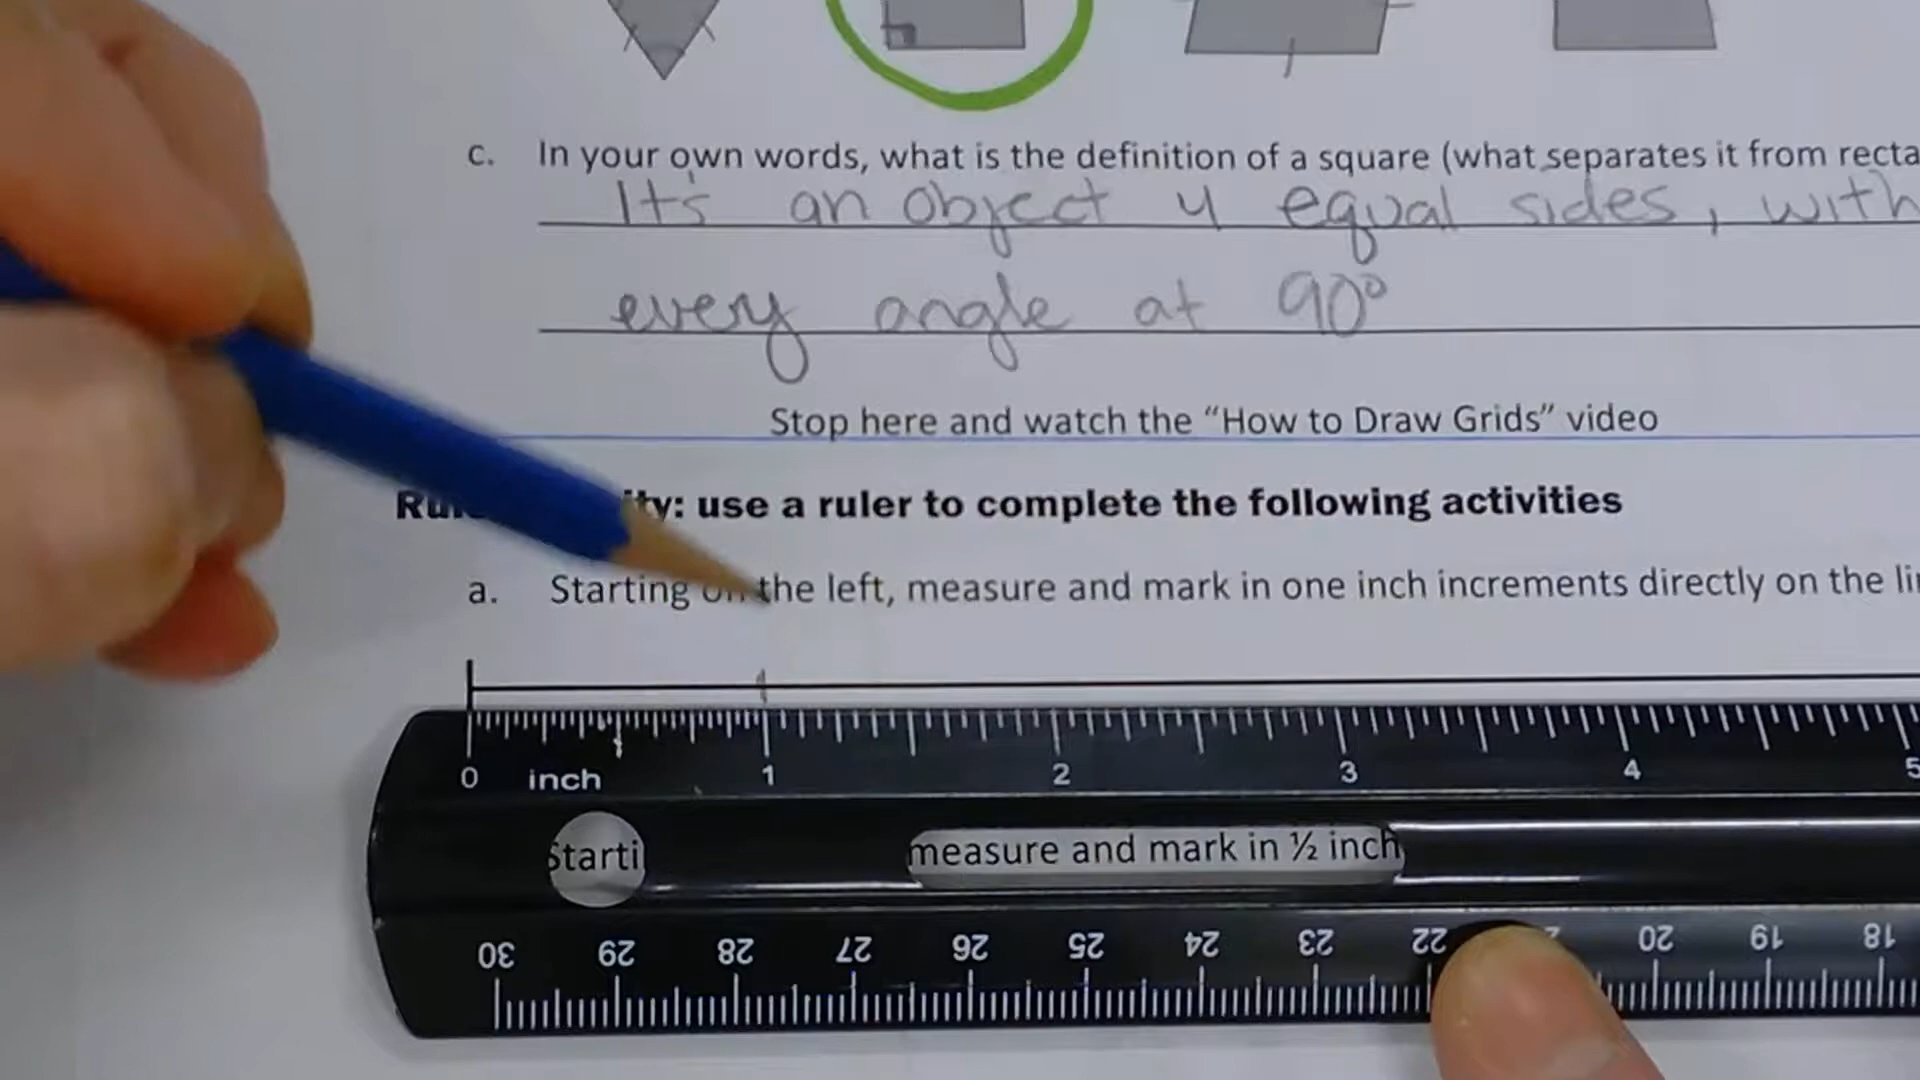 c. In your own words, what is the definition of a square (what separates it from recta
It's an object 4 equal sides, with
every angle at 90°
Stop here and watch the “How to Draw Grids” video
ty: use a ruler to complete the following activities
a. Starting on the left, measure and mark in one inch increments directly on the li
0 inch 1 2 3 4 5
Starti measure and mark in ½ inch
30 29 28 27 26 25 24 23 22 20 19 18